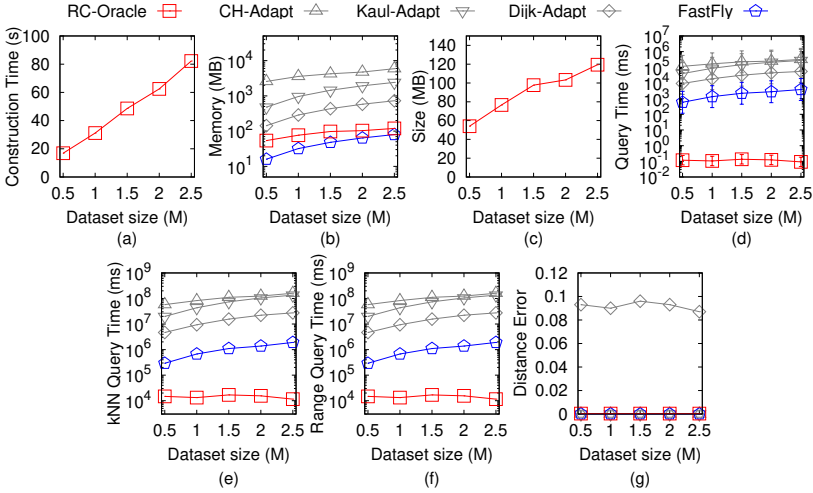 RC-Oracle CH-Adapt Kaul-Adapt Dijk-Adapt FastFly
Construction Time (s)
100
80
60
40
20
0
0.5 1 1.5 2 2.5
Dataset size (M)
(a)
Memory (MB)
10^4
10^3
10^2
10^1
0.5 1 1.5 2 2.5
Dataset size (M)
(b)
Size (MB)
140
120
100
80
60
40
20
0
0.5 1 1.5 2 2.5
Dataset size (M)
(c)
Query Time (ms)
10^7
10^6
10^5
10^4
10^3
10^2
10^1
10^0
10^-1
10^-2
0.5 1 1.5 2 2.5
Dataset size (M)
(d)
kNN Query Time (ms)
10^9
10^8
10^7
10^6
10^5
10^4
0.5 1 1.5 2 2.5
Dataset size (M)
(e)
Range Query Time (ms)
10^9
10^8
10^7
10^6
10^5
10^4
0.5 1 1.5 2 2.5
Dataset size (M)
(f)
Distance Error
0.12
0.1
0.08
0.06
0.04
0.02
0
0.5 1 1.5 2 2.5
Dataset size (M)
(g)